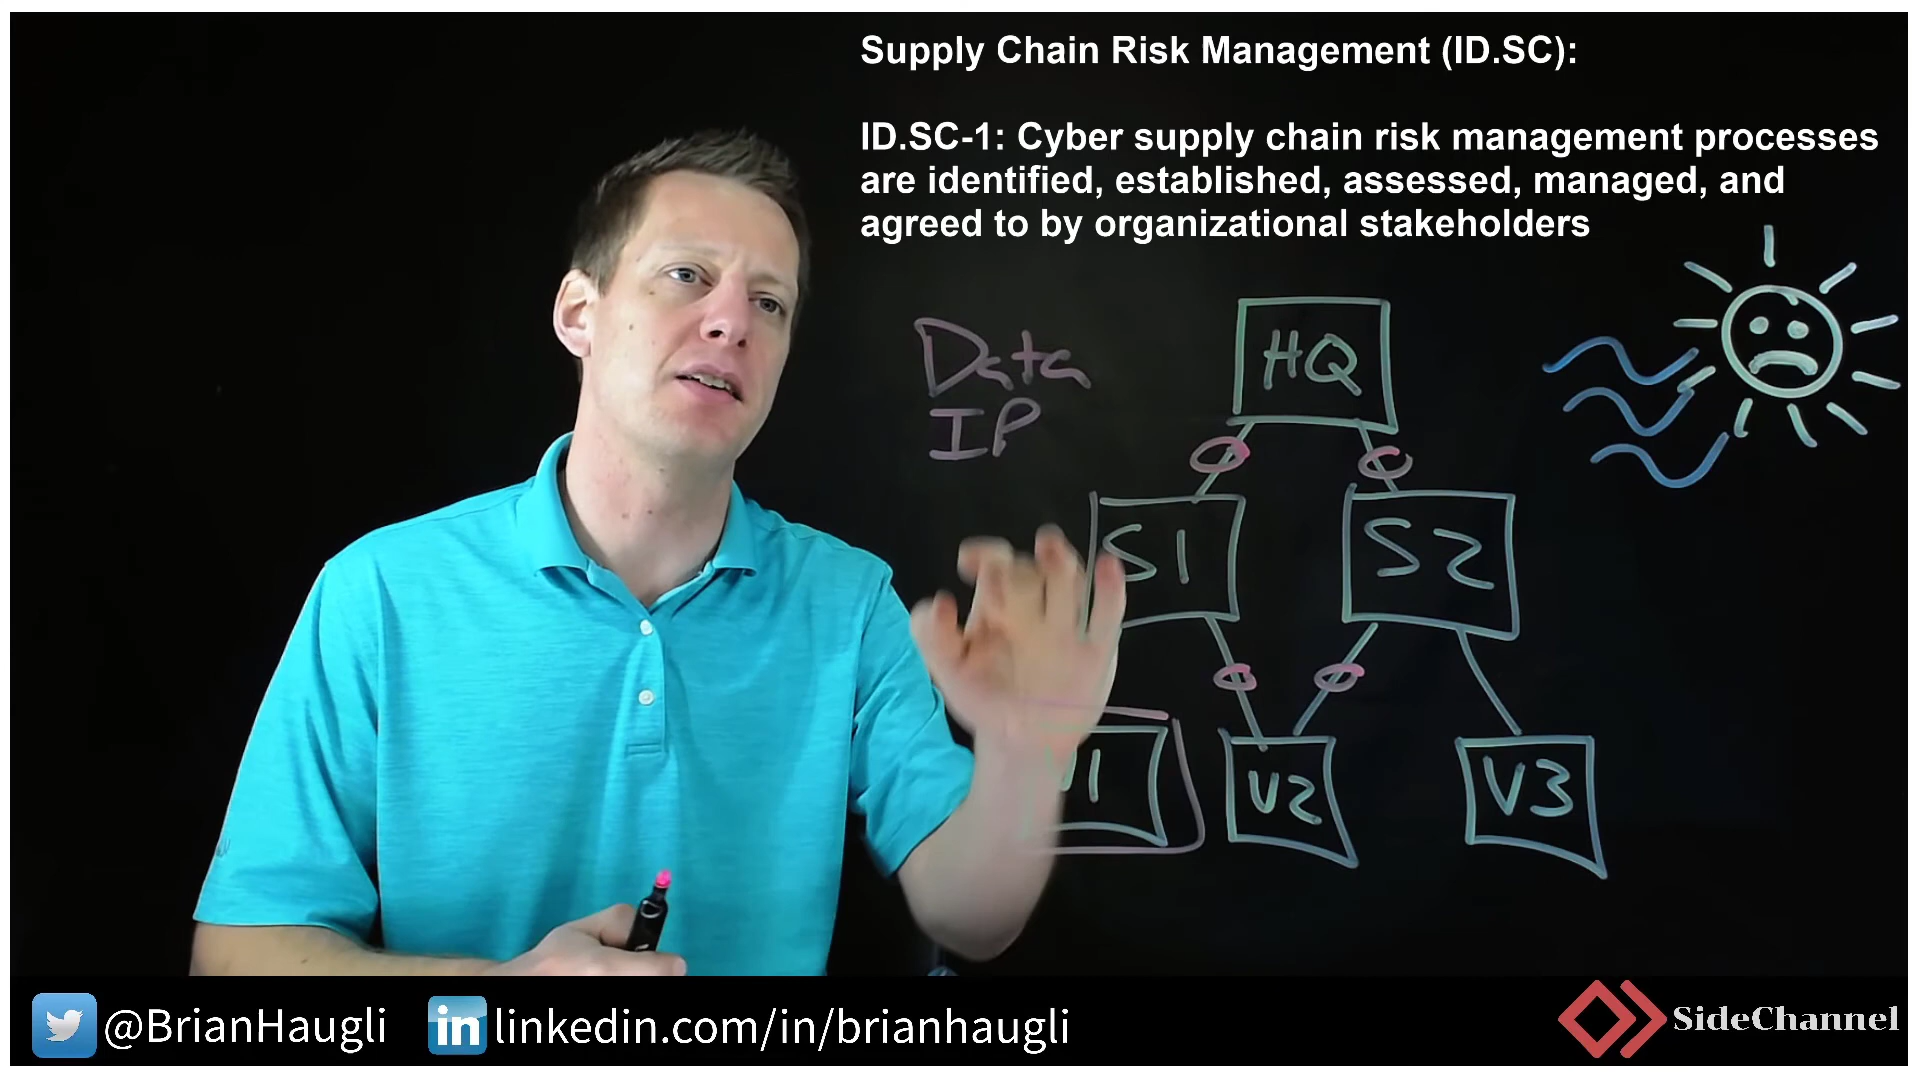 Supply Chain Risk Management (ID.SC):
ID.SC-1: Cyber supply chain risk management processes
are identified, established, assessed, managed, and
agreed to by organizational stakeholders
Data
IP
HQ
S1
S2
V1
V2
V3
@BrianHaugli
in linkedin.com/in/brianhaugli
SideChannel